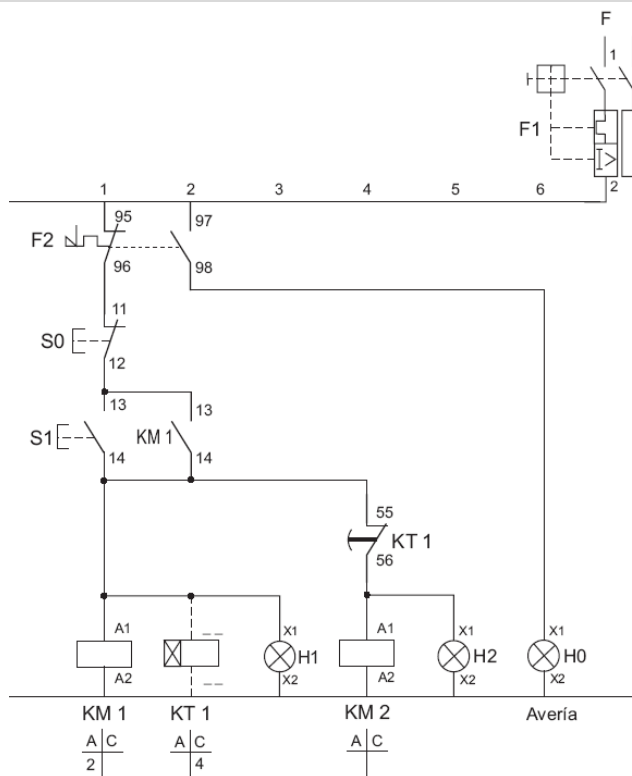 F
1
F1
2
1 2 3 4 5 6
95 97
F2
96 98
11
S0
12
13 13
S1 KM 1
14 14
55
KT 1
56
A1 X1 A1 X1 X1
H1 H2 H0
A2 X2 A2 X2 X2
KM 1 KT 1 KM 2 Avería
A C A C A C
2 4